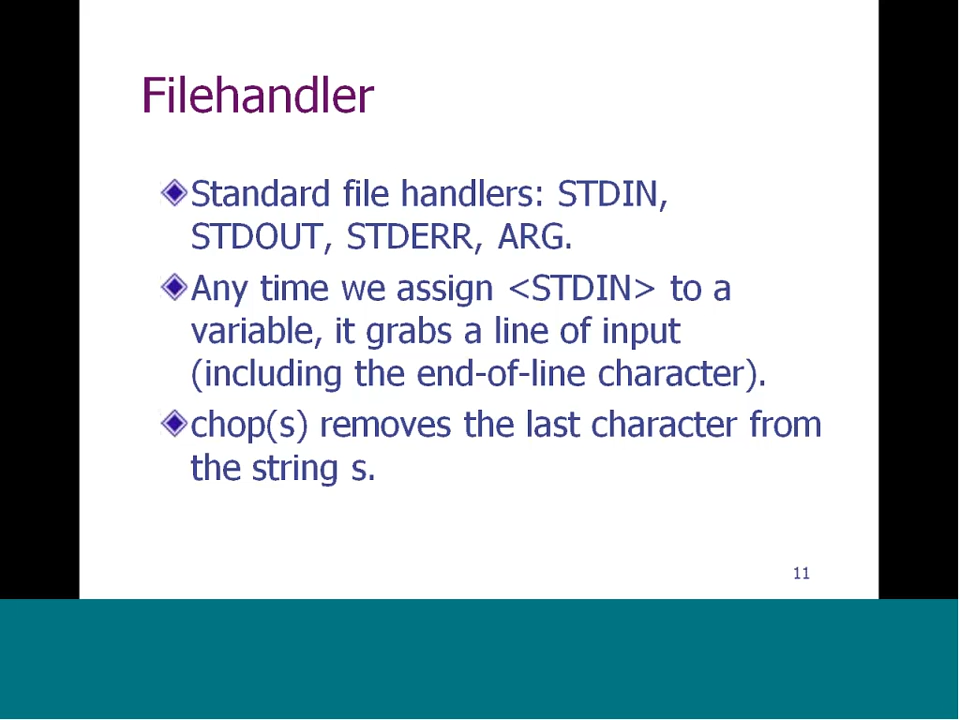 Filehandler
Standard file handlers: STDIN,
STDOUT, STDERR, ARG.
Any time we assign <STDIN> to a
variable, it grabs a line of input
(including the end-of-line character).
chop(s) removes the last character from
the string s.
11